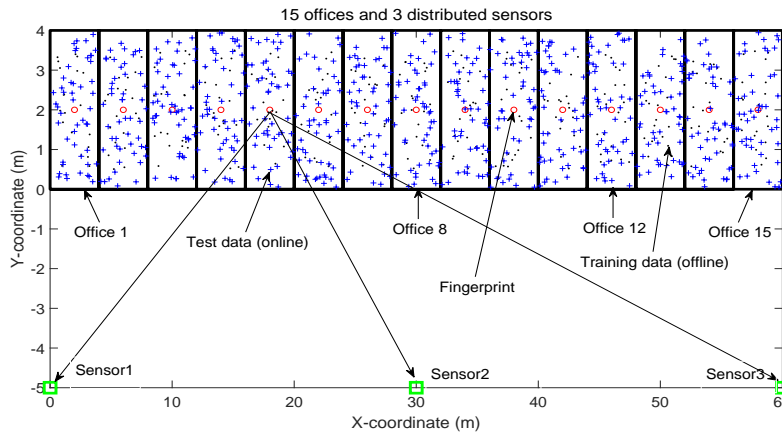 15 offices and 3 distributed sensors
4
3
2
1
0
-1
-2
-3
-4
-5
Y-coordinate (m)
Office 1
Test data (online)
Office 8
Fingerprint
Office 12
Training data (offline)
Office 15
Sensor1
Sensor2
Sensor3
0 10 20 30 40 50 6
X-coordinate (m)